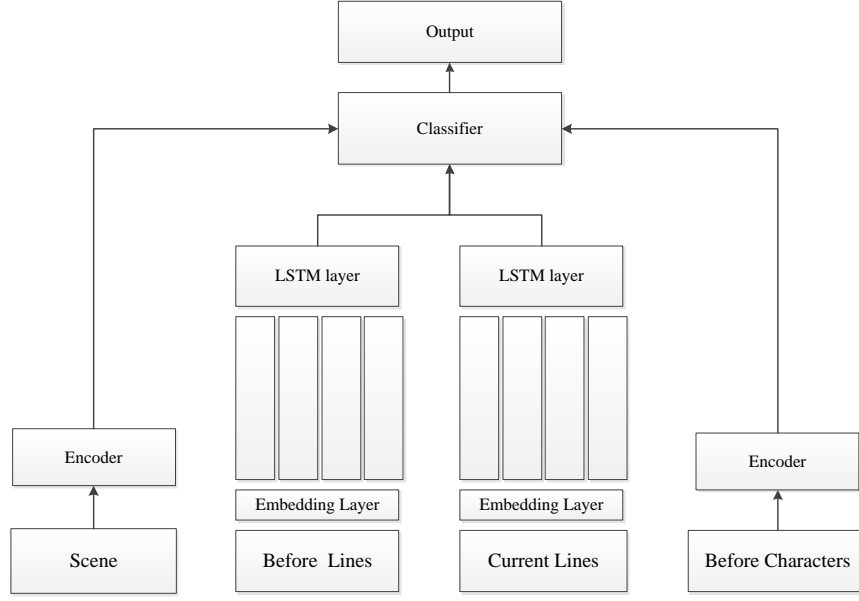 Output
Classifier
LSTM layer
LSTM layer
Encoder
Encoder
Embedding Layer
Embedding Layer
Scene
Before Lines
Current Lines
Before Characters